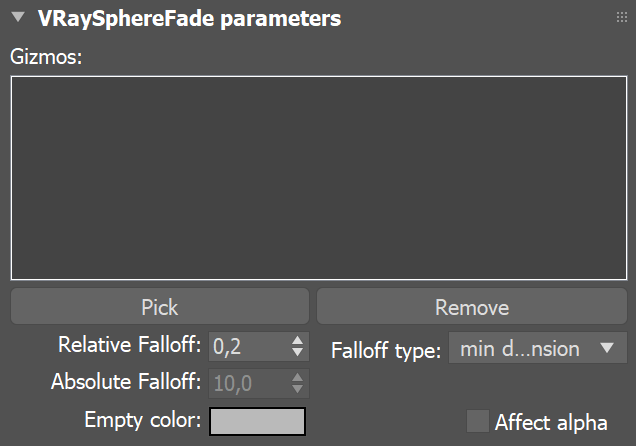 VRaySphereFade parameters
Gizmos:
Pick Remove
Relative Falloff: 0,2 Falloff type: min d...nsion
Absolute Falloff: 10,0
Empty color: Affect alpha